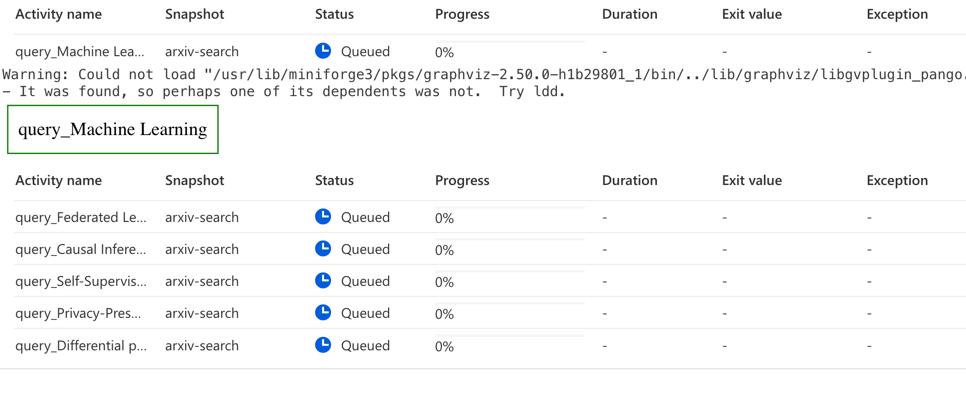 Activity name Snapshot Status Progress Duration Exit value Exception
query_Machine Lea... arxiv-search Queued 0% - - -
Warning: Could not load "/usr/lib/miniforge3/pkgs/graphviz-2.50.0-h1b29801_1/bin/../lib/graphviz/libgvplugin_pango.
- It was found, so perhaps one of its dependents was not.  Try ldd.
query_Machine Learning
Activity name Snapshot Status Progress Duration Exit value Exception
query_Federated Le... arxiv-search Queued 0% - - -
query_Causal Infere... arxiv-search Queued 0% - - -
query_Self-Supervis... arxiv-search Queued 0% - - -
query_Privacy-Pres... arxiv-search Queued 0% - - -
query_Differential p... arxiv-search Queued 0% - - -